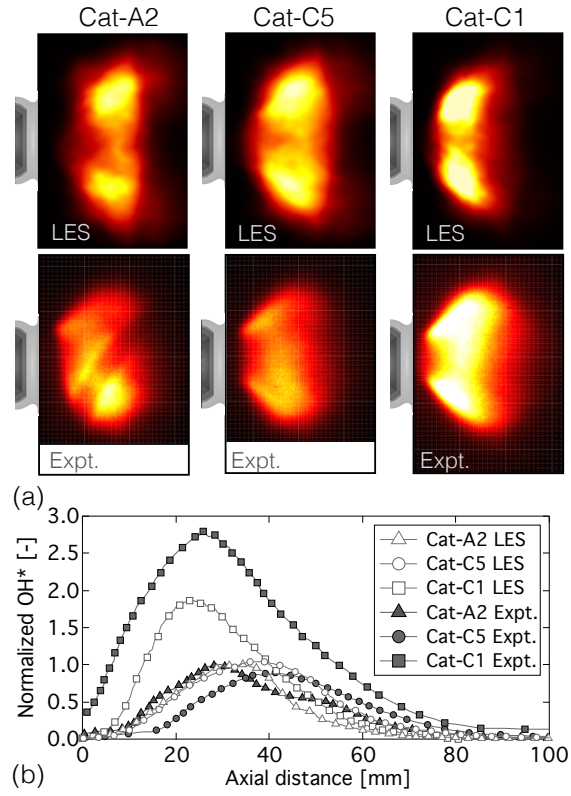 Cat-A2 Cat-C5 Cat-C1
LES LES LES
Expt. Expt. Expt.
(a)
Normalized OH* [-]
3.0
2.5
2.0
1.5
1.0
0.5
0.0
Cat-A2 LES
Cat-C5 LES
Cat-C1 LES
Cat-A2 Expt.
Cat-C5 Expt.
Cat-C1 Expt.
0 20 40 60 80 100
Axial distance [mm]
(b)